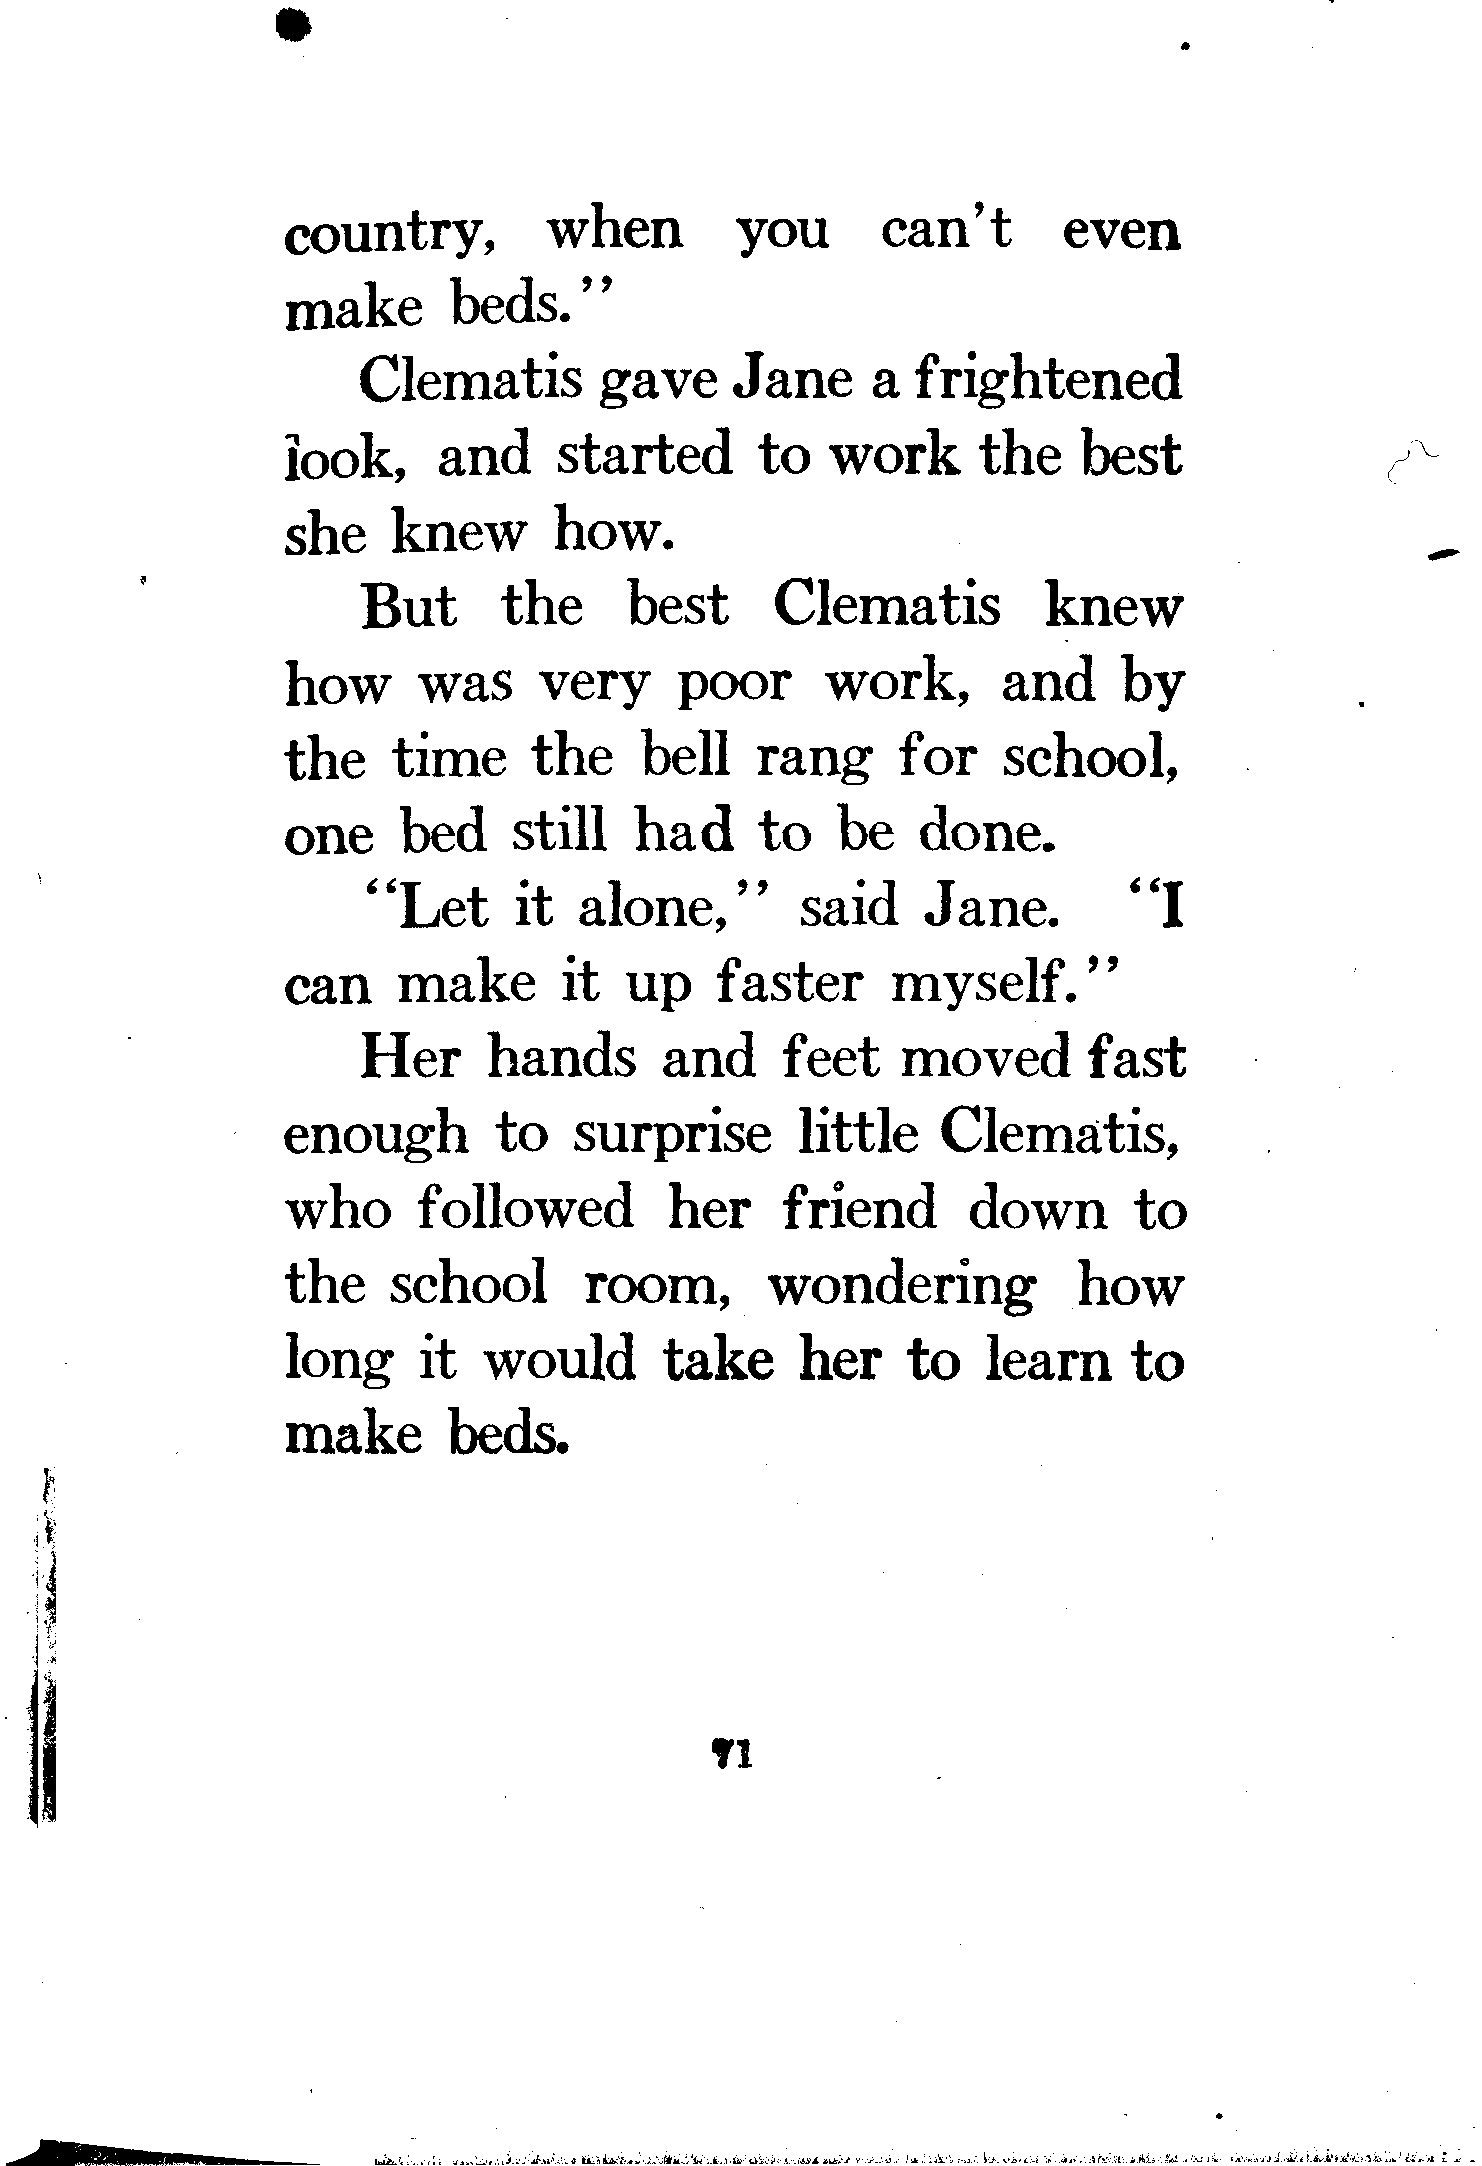 country, when you can't even
make beds."
Clematis gave Jane a frightened
look, and started to work the best
she knew how.
But the best Clematis knew
how was very poor work, and by
the time the bell rang for school,
one bed still had to be done.
"Let it alone," said Jane. "I
can make it up faster myself."
Her hands and feet moved fast
enough to surprise little Clematis,
who followed her friend down to
the school room, wondering how
long it would take her to learn to
make beds.
71